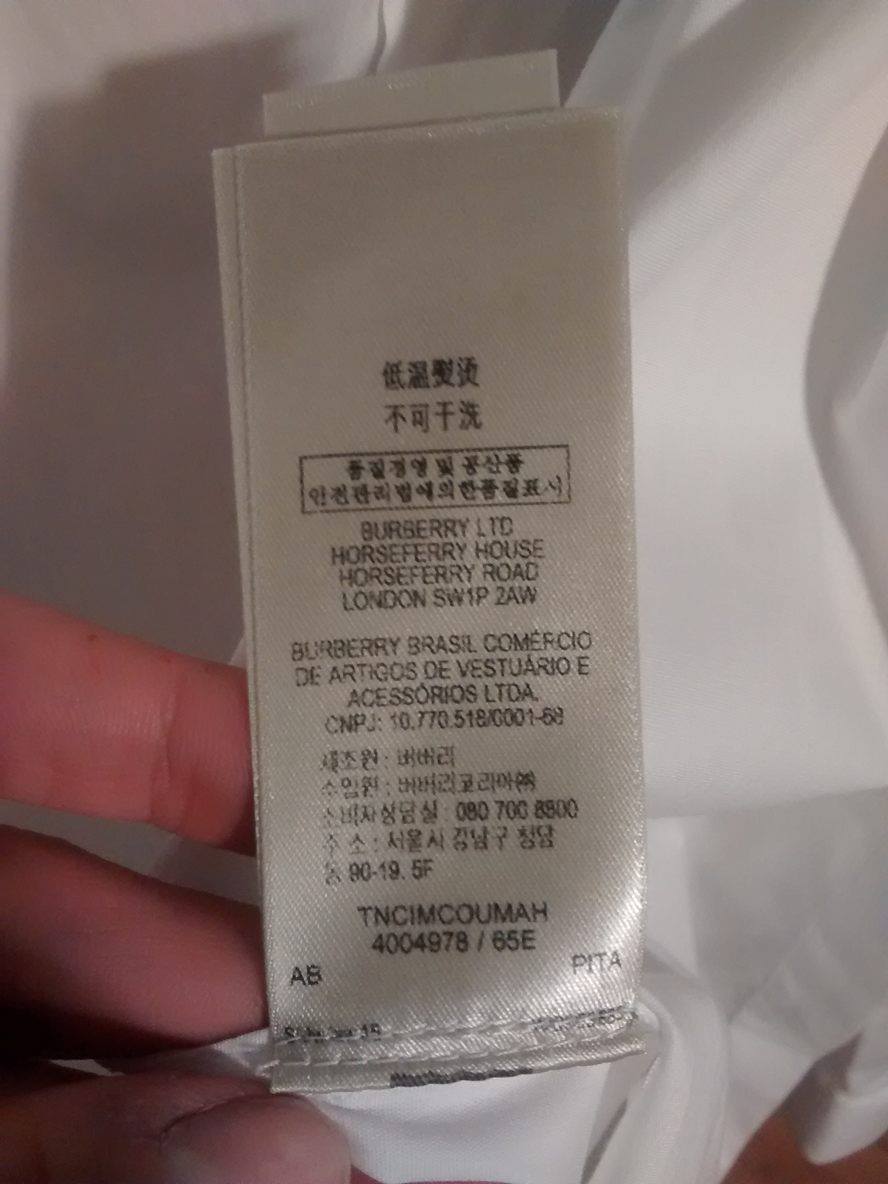 低温熨烫
不可干洗
품질경영 및 공산품
안전관리법에의한품질표시
BURBERRY LTD
HORSEFERRY HOUSE
HORSEFERRY ROAD
LONDON SW1P 2AW
BURBERRY BRASIL COMÉRCIO
DE ARTIGOS DE VESTUÁRIO E
ACESSÓRIOS LTDA.
CNPJ: 10.770.518/0001-68
제조원 : 버버리
수입원 : 버버리코리아㈜
소비자상담실 : 080 700 8800
주 소 : 서울시 강남구 청담
동 90-19. 5F
TNCIMCOUMAH
4004978 / 65E
AB PITA